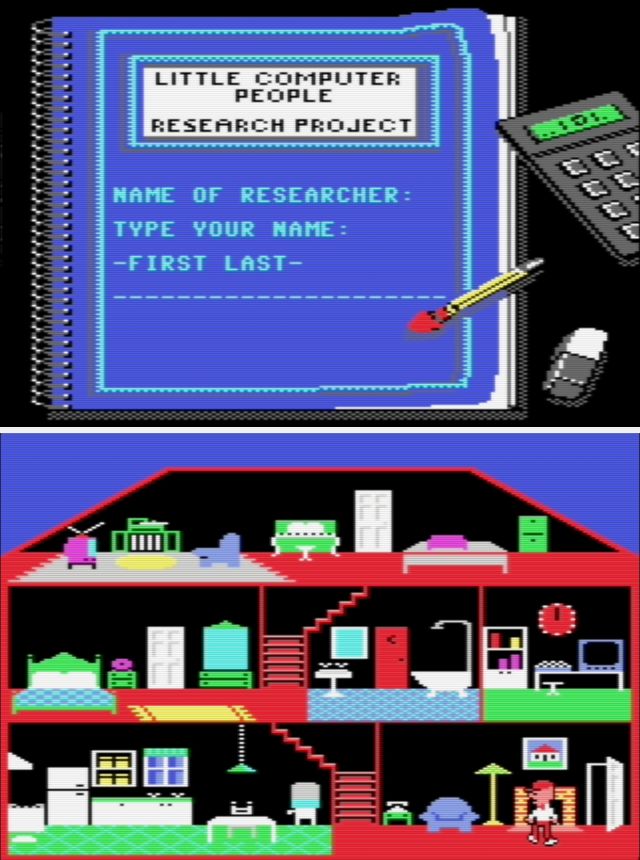 LITTLE COMPUTER
PEOPLE
RESEARCH PROJECT
NAME OF RESEARCHER:
TYPE YOUR NAME:
-FIRST LAST-